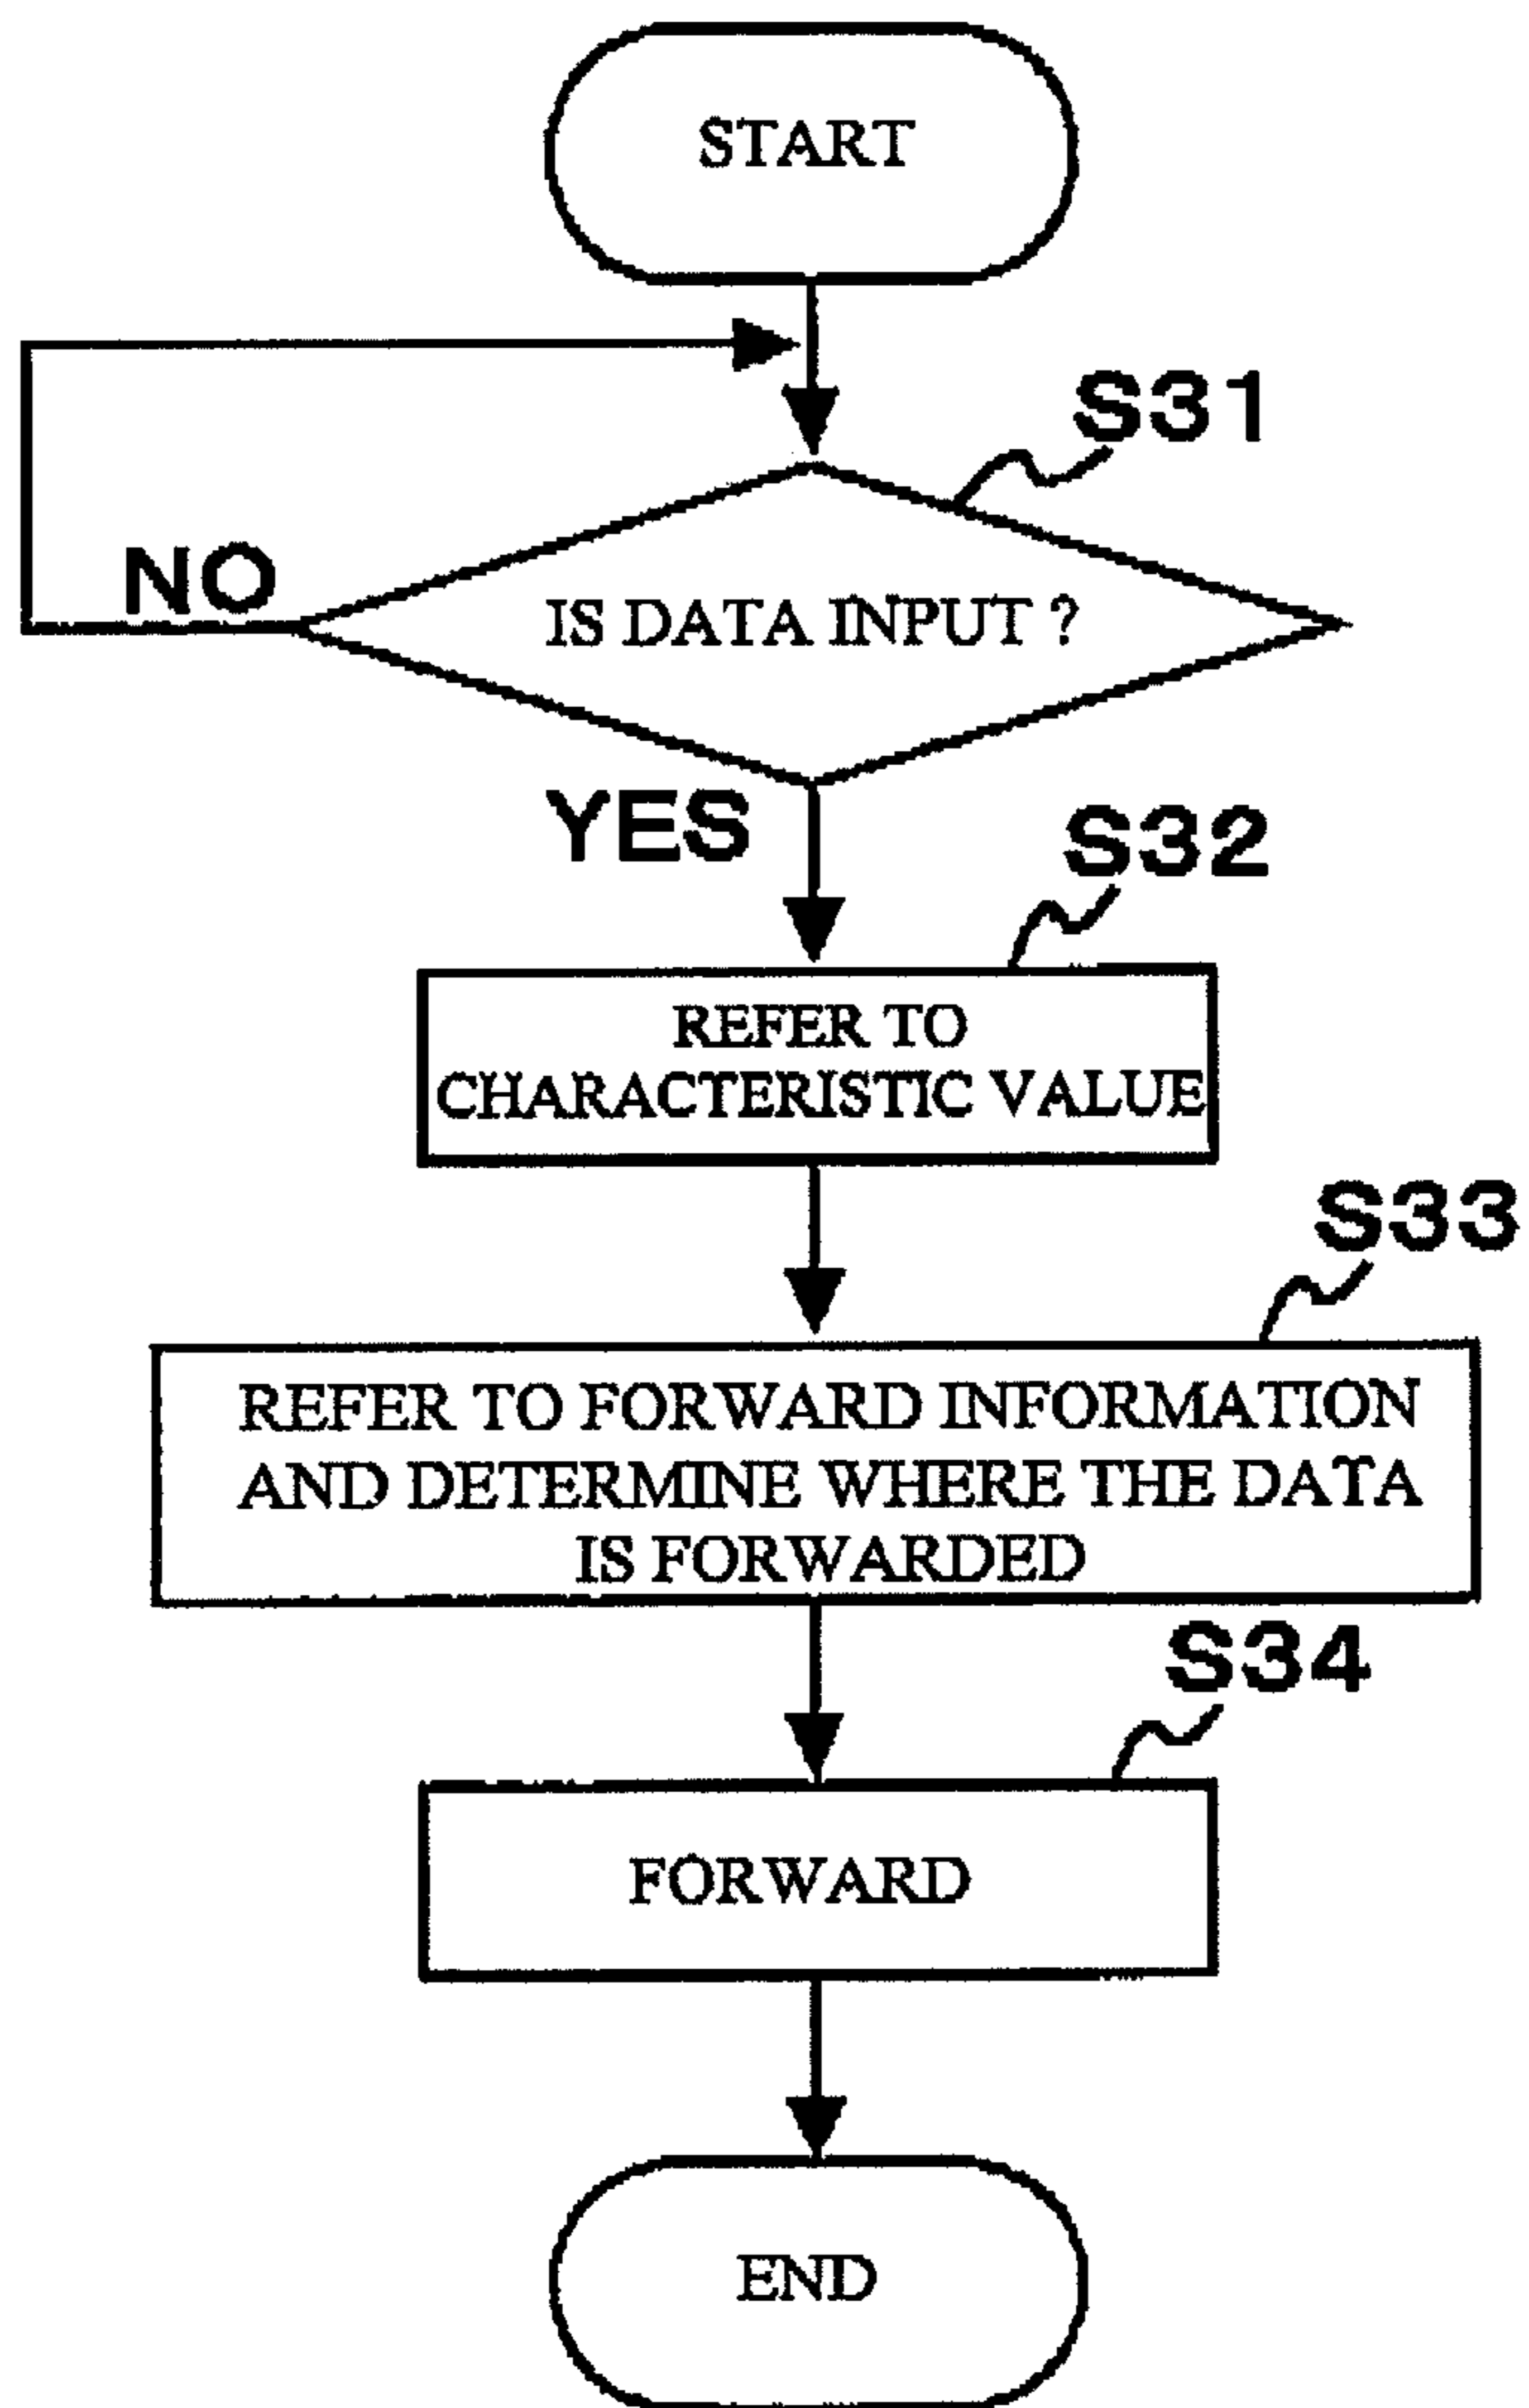 START
S31
NO
IS DATA INPUT ?
YES
S32
REFER TO
CHARACTERISTIC VALUE
S33
REFER TO FORWARD INFORMATION
AND DETERMINE WHERE THE DATA
IS FORWARDED
S34
FORWARD
END